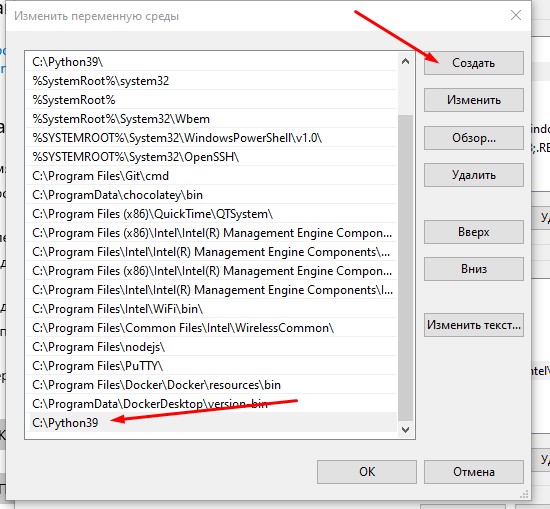 Изменить переменную среды
C:\Python39\
%SystemRoot%\system32
%SystemRoot%
%SystemRoot%\System32\Wbem
%SYSTEMROOT%\System32\WindowsPowerShell\v1.0\
%SYSTEMROOT%\System32\OpenSSH\
C:\Program Files\Git\cmd
C:\ProgramData\chocolatey\bin
C:\Program Files (x86)\QuickTime\QTSystem\
C:\Program Files (x86)\Intel\Intel(R) Management Engine Compon...
C:\Program Files\Intel\Intel(R) Management Engine Components\...
C:\Program Files (x86)\Intel\Intel(R) Management Engine Compon...
C:\Program Files\Intel\Intel(R) Management Engine Components\I...
C:\Program Files\Intel\WiFi\bin\
C:\Program Files\Common Files\Intel\WirelessCommon\
C:\Program Files\nodejs\
C:\Program Files\PuTTY\
C:\Program Files\Docker\Docker\resources\bin
C:\ProgramData\DockerDesktop\version-bin
C:\Python39
Создать
Изменить
Обзор...
Удалить
Вверх
Вниз
Изменить текст...
ОК
Отмена